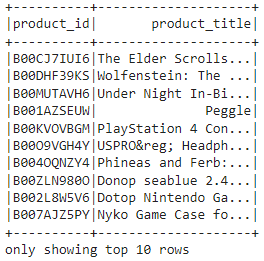 +----------+--------------------+
|product_id|       product_title|
+----------+--------------------+
|B00CJ7IUI6|The Elder Scrolls...|
|B00DHF39KS|Wolfenstein: The ...|
|B00MUTAVH6|Under Night In-Bi...|
|B001AZSEUW|              Peggle|
|B00KVOVBGM|PlayStation 4 Con...|
|B00O9VGH4Y|USPRO&reg; Headph...|
|B004OQNZY4|Phineas and Ferb:...|
|B00ZLN980O|Donop seablue 2.4...|
|B002L8W5V6|Dotop Nintendo Ga...|
|B007AJZ5PY|Nyko Game Case fo...|
+----------+--------------------+
only showing top 10 rows